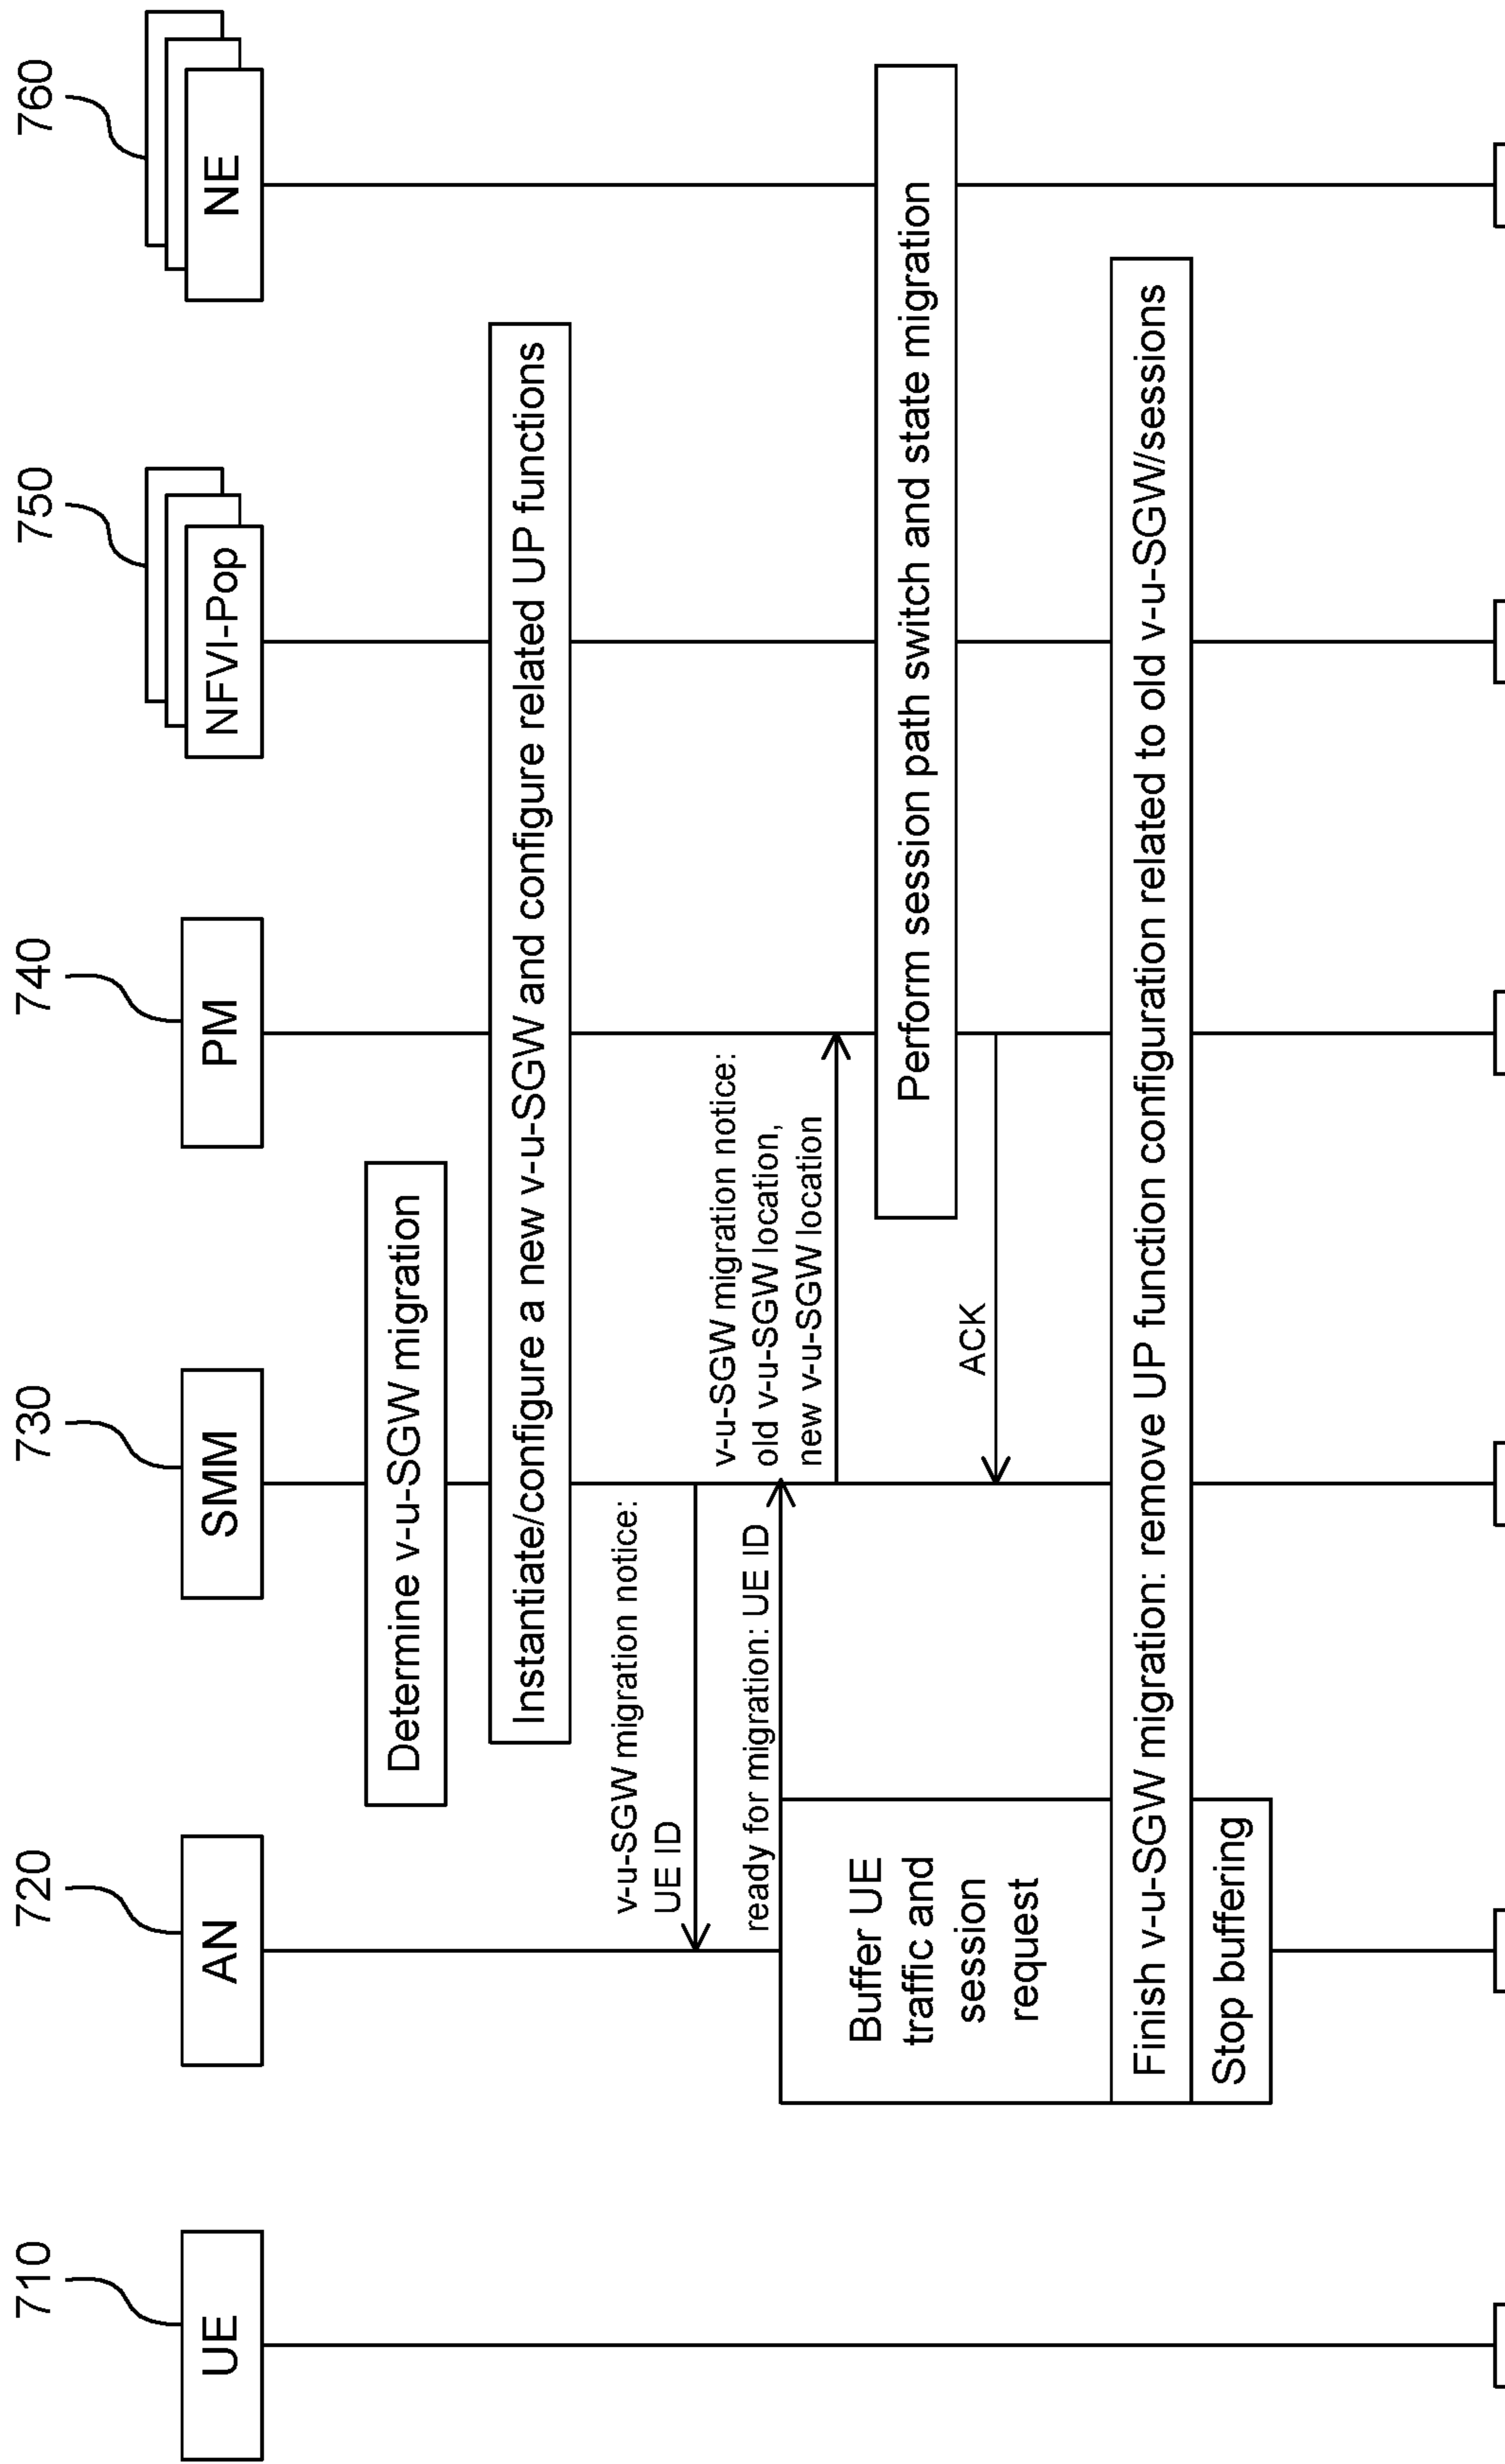 710
720
730
740
750
760
UE
AN
SMM
PM
NFVI-Pop
NE
Determine v-u-SGW migration
Instantiate/configure a new v-u-SGW and configure related UP functions
v-u-SGW migration notice:
UE ID
ready for migration: UE ID
v-u-SGW migration notice:
old v-u-SGW location,
new v-u-SGW location
Buffer UE
traffic and
session
request
Perform session path switch and state migration
ACK
Finish v-u-SGW migration: remove UP function configuration related to old v-u-SGW/sessions
Stop buffering